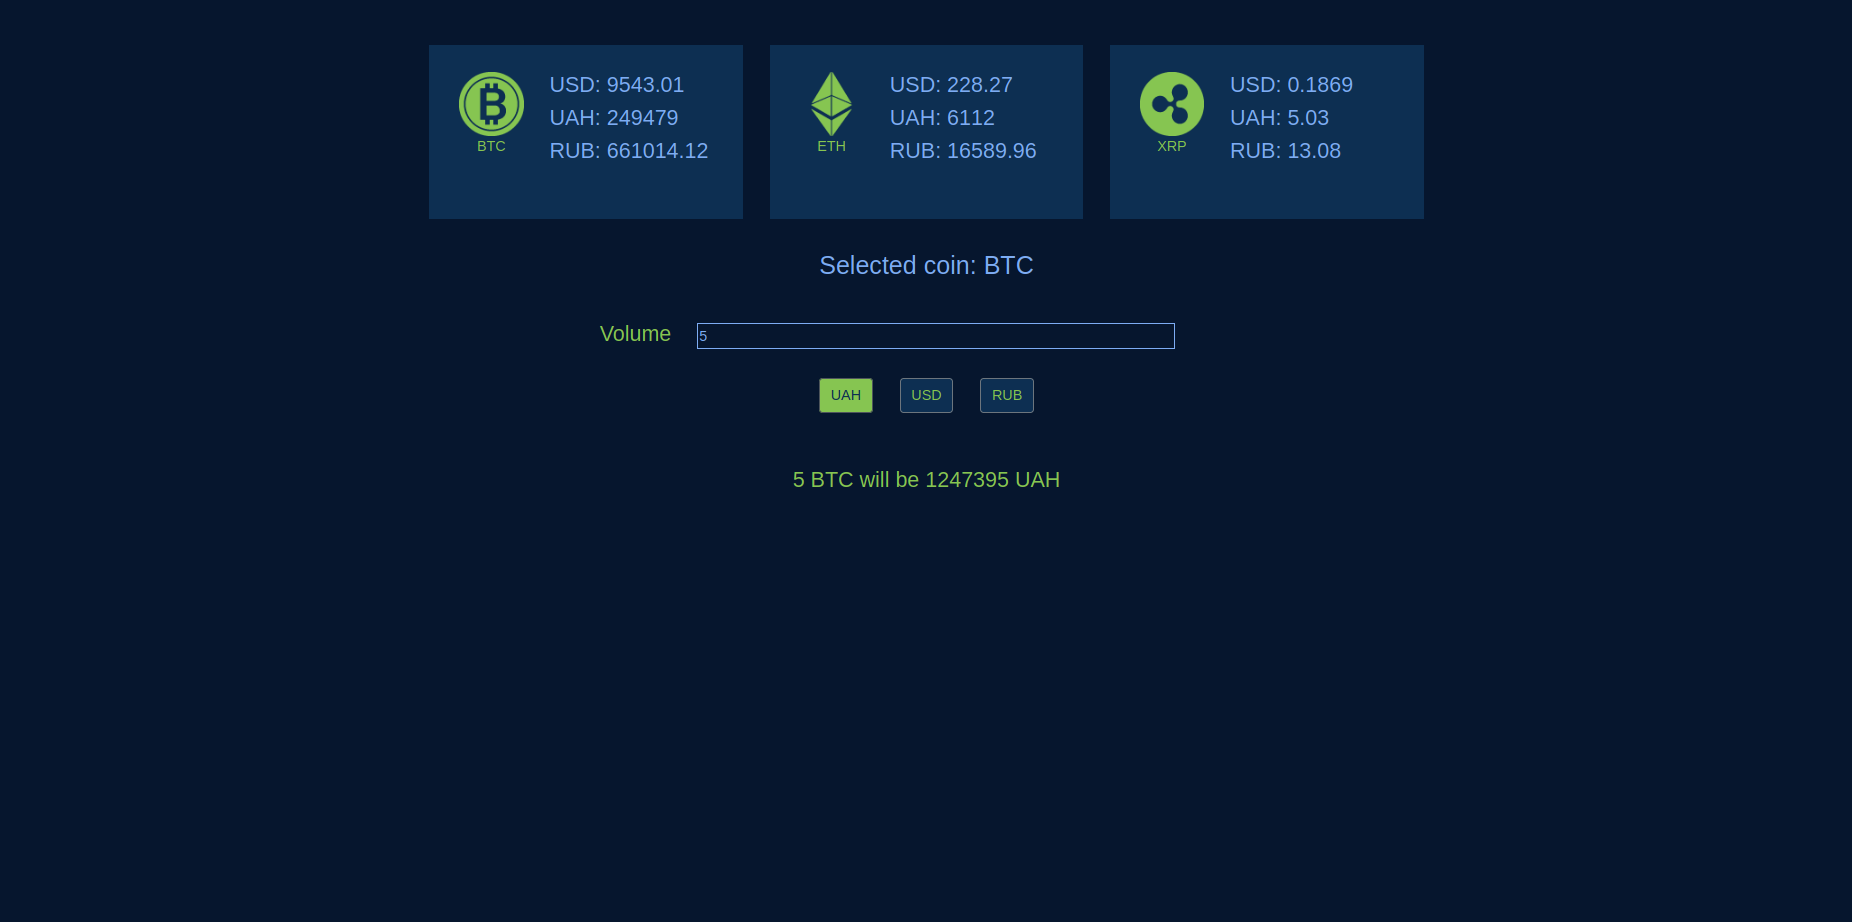 USD: 9543.01
UAH: 249479
RUB: 661014.12
BTC
USD: 228.27
UAH: 6112
RUB: 16589.96
ETH
USD: 0.1869
UAH: 5.03
RUB: 13.08
XRP
Selected coin: BTC
Volume 5
UAH USD RUB
5 BTC will be 1247395 UAH